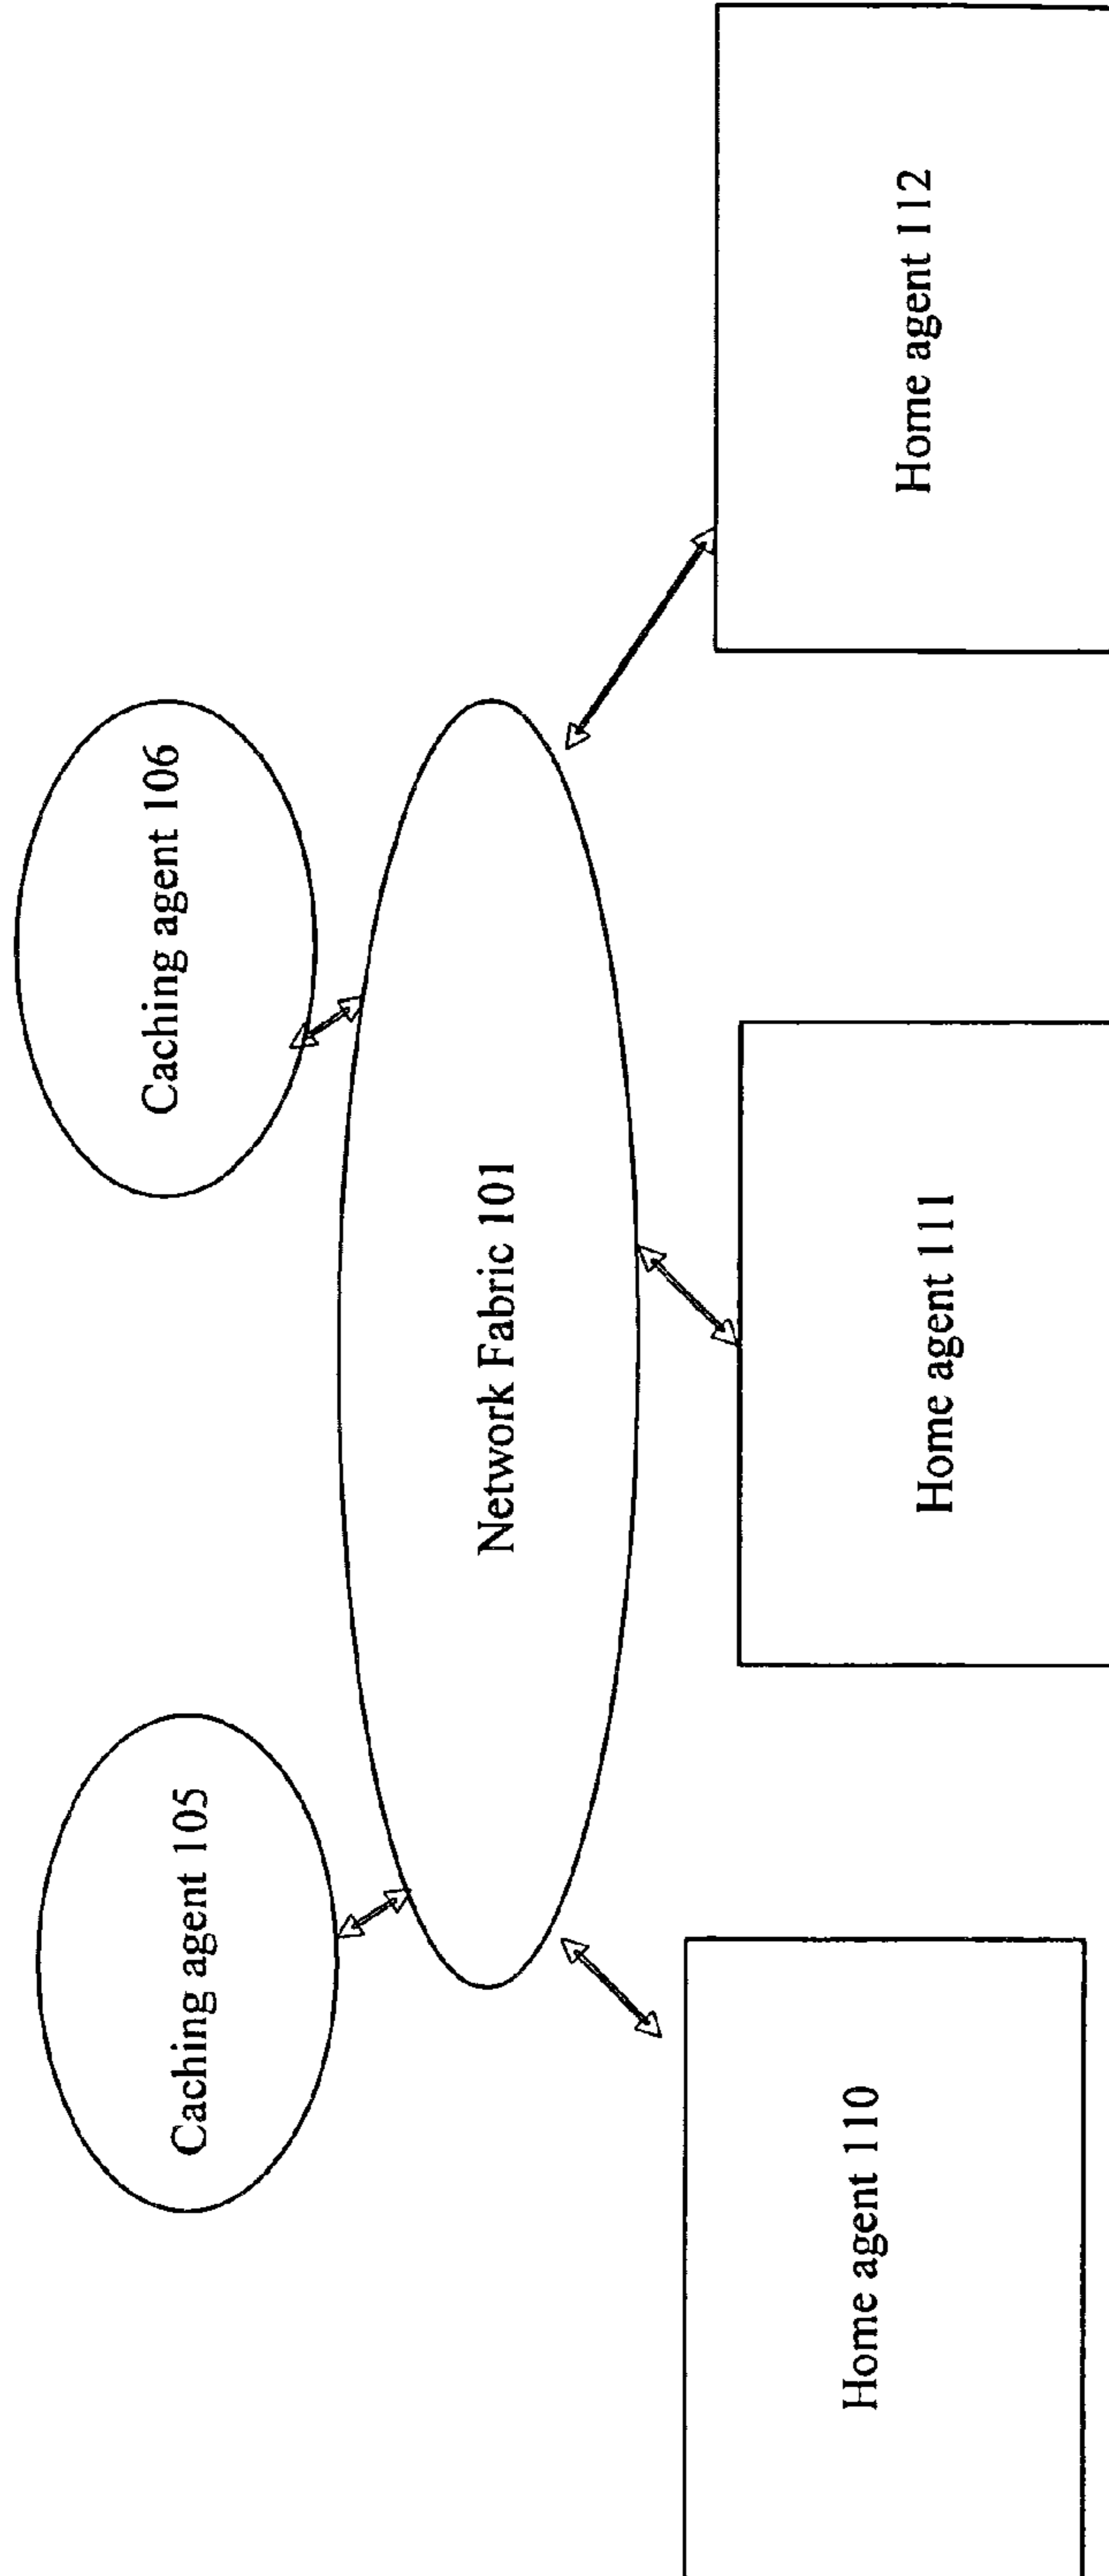 Caching agent 105
Caching agent 106
Network Fabric 101
Home agent 110
Home agent 111
Home agent 112